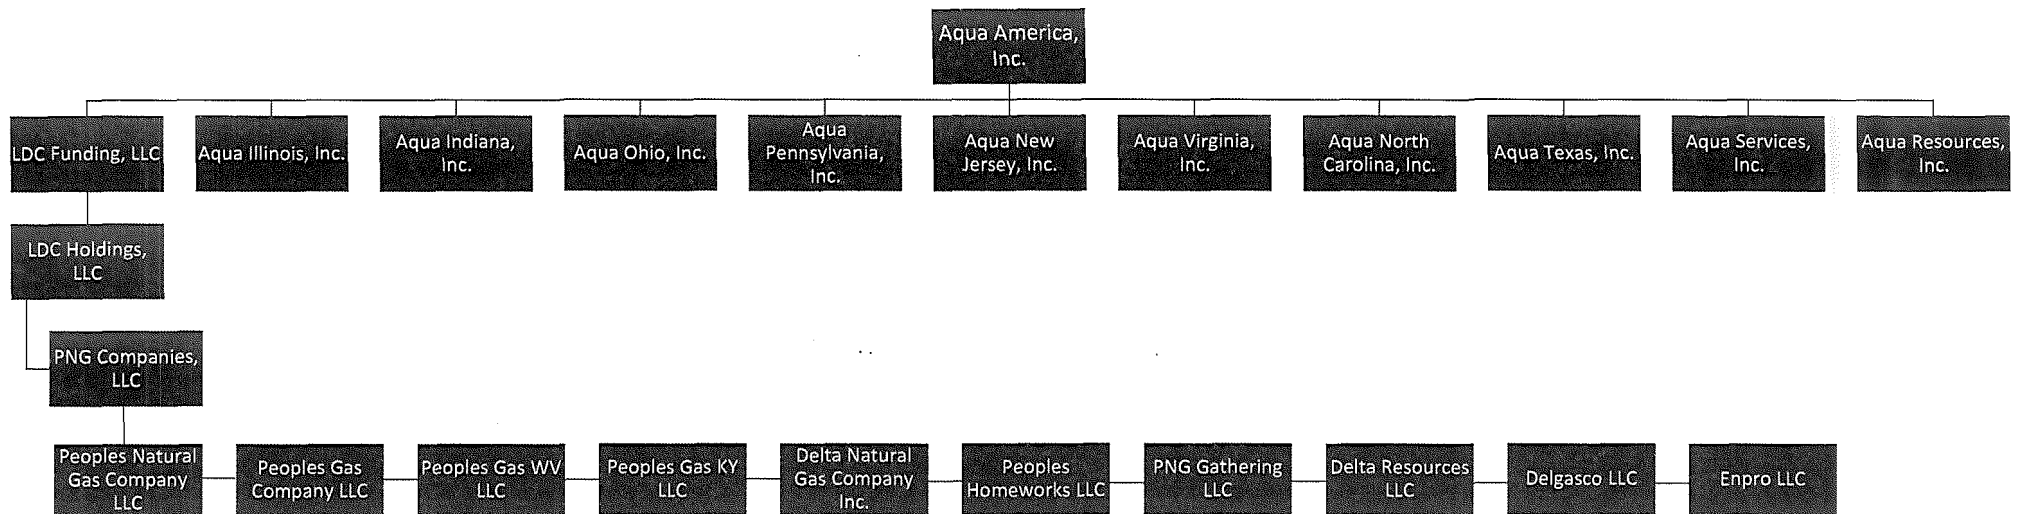 Aqua America,
Inc.
LDC Funding, LLC
Aqua Illinois, Inc.
Aqua Indiana,
Inc.
Aqua Ohio, Inc.
Aqua
Pennsylvania,
Inc.
Aqua New
Jersey, Inc.
Aqua Virginia,
Inc.
Aqua North
Carolina, Inc.
Aqua Texas, Inc.
Aqua Services,
Inc.
Aqua Resources,
Inc.
LDC Holdings,
LLC
PNG Companies,
LLC
Peoples Natural
Gas Company
LLC
Peoples Gas
Company LLC
Peoples Gas WV
LLC
Peoples Gas KY
LLC
Delta Natural
Gas Company
Inc.
Peoples
Homeworks LLC
PNG Gathering
LLC
Delta Resources
LLC
Delgasco LLC
Enpro LLC